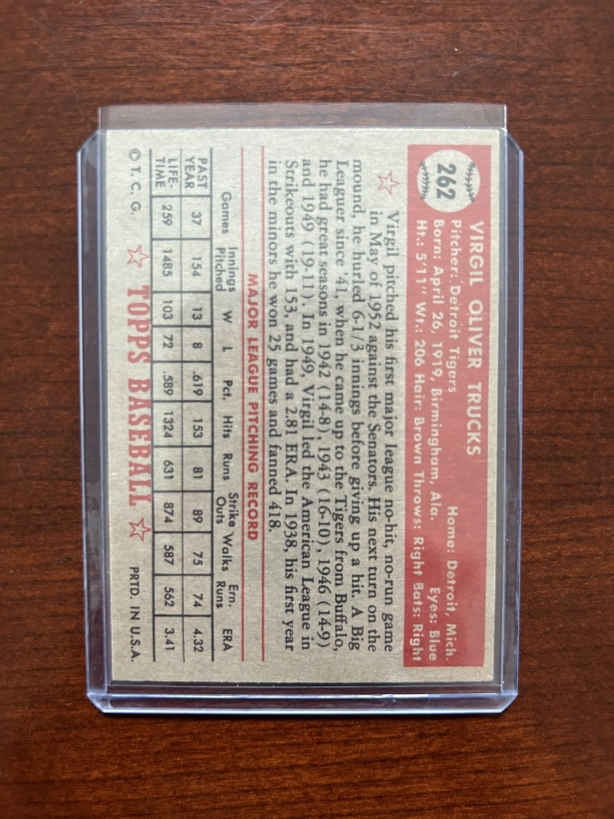 262
VIRGIL OLIVER TRUCKS
Pitcher: Detroit Tigers Home: Detroit, Mich.
Born: April 26, 1919, Birmingham, Ala. Eyes: Blue
Ht.: 5'11" Wt.: 206 Hair: Brown Throws: Right Bats: Right
Virgil pitched his first major league no-hit, no-run game
in May of 1952 against the Senators. His next turn on the
mound, he hurled 6-1/3 innings before giving up a hit. A Big
Leaguer since '41, when he came up to the Tigers from Buffalo,
he had great seasons in 1942 (14-8), 1943 (16-10), 1946 (14-9)
and 1949 (19-11). In 1949, Virgil led the American League in
Strikeouts with 153, and had a 2.81 ERA. In 1938, his first year
in the minors he won 25 games and fanned 418.
MAJOR LEAGUE PITCHING RECORD
Games Innings Pitched W L Pct. Hits Runs Strike Outs Walks Ern. Runs ERA
PAST YEAR 37 154 13 8 .619 153 81 89 75 74 4.32
LIFE-TIME 259 1485 103 72 .589 1324 631 874 587 562 3.41
© T. C. G. TOPPS BASEBALL PRTD. IN U.S.A.